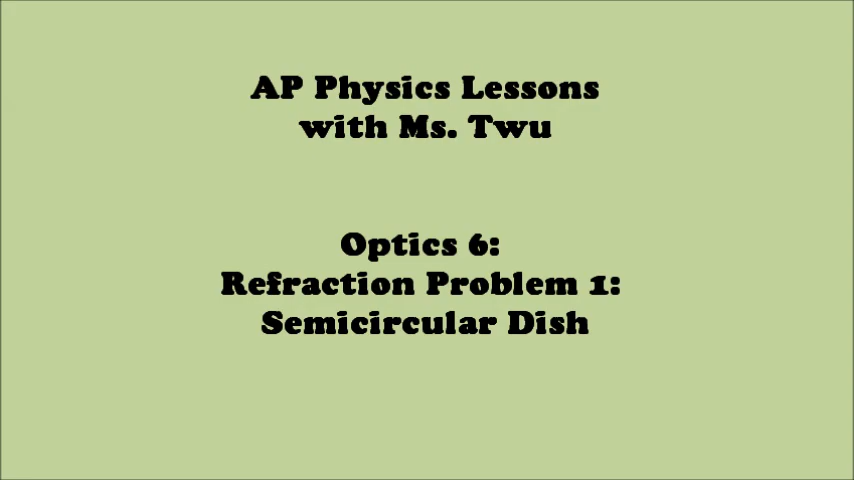 AP Physics Lessons
with Ms. Twu
Optics 6:
Refraction Problem 1:
Semicircular Dish